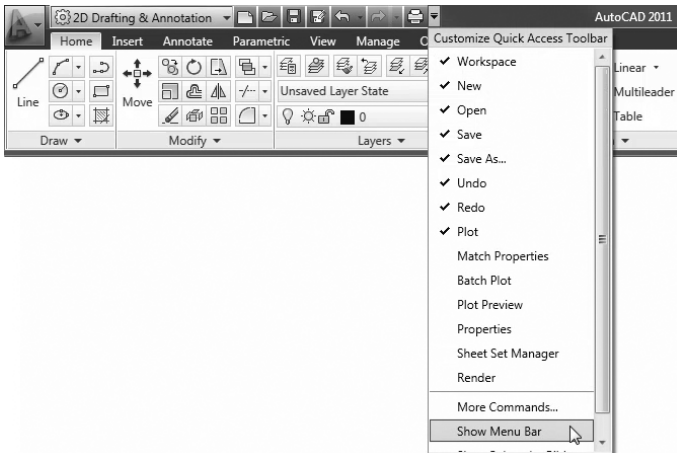 2D Drafting & Annotation
AutoCAD 2011
Home Insert Annotate Parametric View Manage O
Customize Quick Access Toolbar
Workspace
New
Open
Save
Save As...
Undo
Redo
Plot
Match Properties
Batch Plot
Plot Preview
Properties
Sheet Set Manager
Render
More Commands...
Show Menu Bar
Line
Move
Unsaved Layer State
0
Linear
Multileader
Table
Draw
Modify
Layers